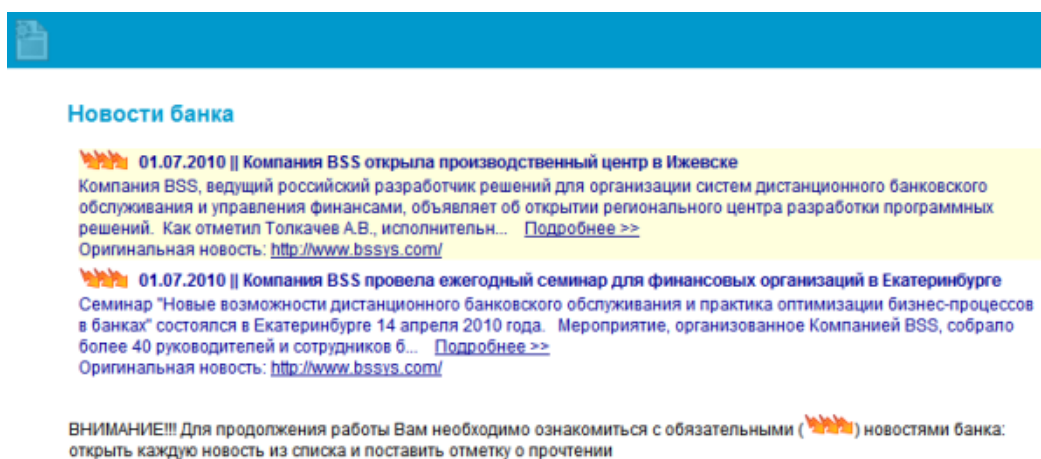 Новости банка
01.07.2010 || Компания BSS открыла производственный центр в Ижевске
Компания BSS, ведущий российский разработчик решений для организации систем дистанционного банковского
обслуживания и управления финансами, объявляет об открытии регионального центра разработки программных
решений. Как отметил Толкачев А.В., исполнительн... Подробнее >>
Оригинальная новость: http://www.bssys.com/
01.07.2010 || Компания BSS провела ежегодный семинар для финансовых организаций в Екатеринбурге
Семинар "Новые возможности дистанционного банковского обслуживания и практика оптимизации бизнес-процессов
в банках" состоялся в Екатеринбурге 14 апреля 2010 года. Мероприятие, организованное Компанией BSS, собрало
более 40 руководителей и сотрудников б... Подробнее >>
Оригинальная новость: http://www.bssys.com/
ВНИМАНИЕ!!! Для продолжения работы Вам необходимо ознакомиться с обязательными ( ) новостями банка:
открыть каждую новость из списка и поставить отметку о прочтении